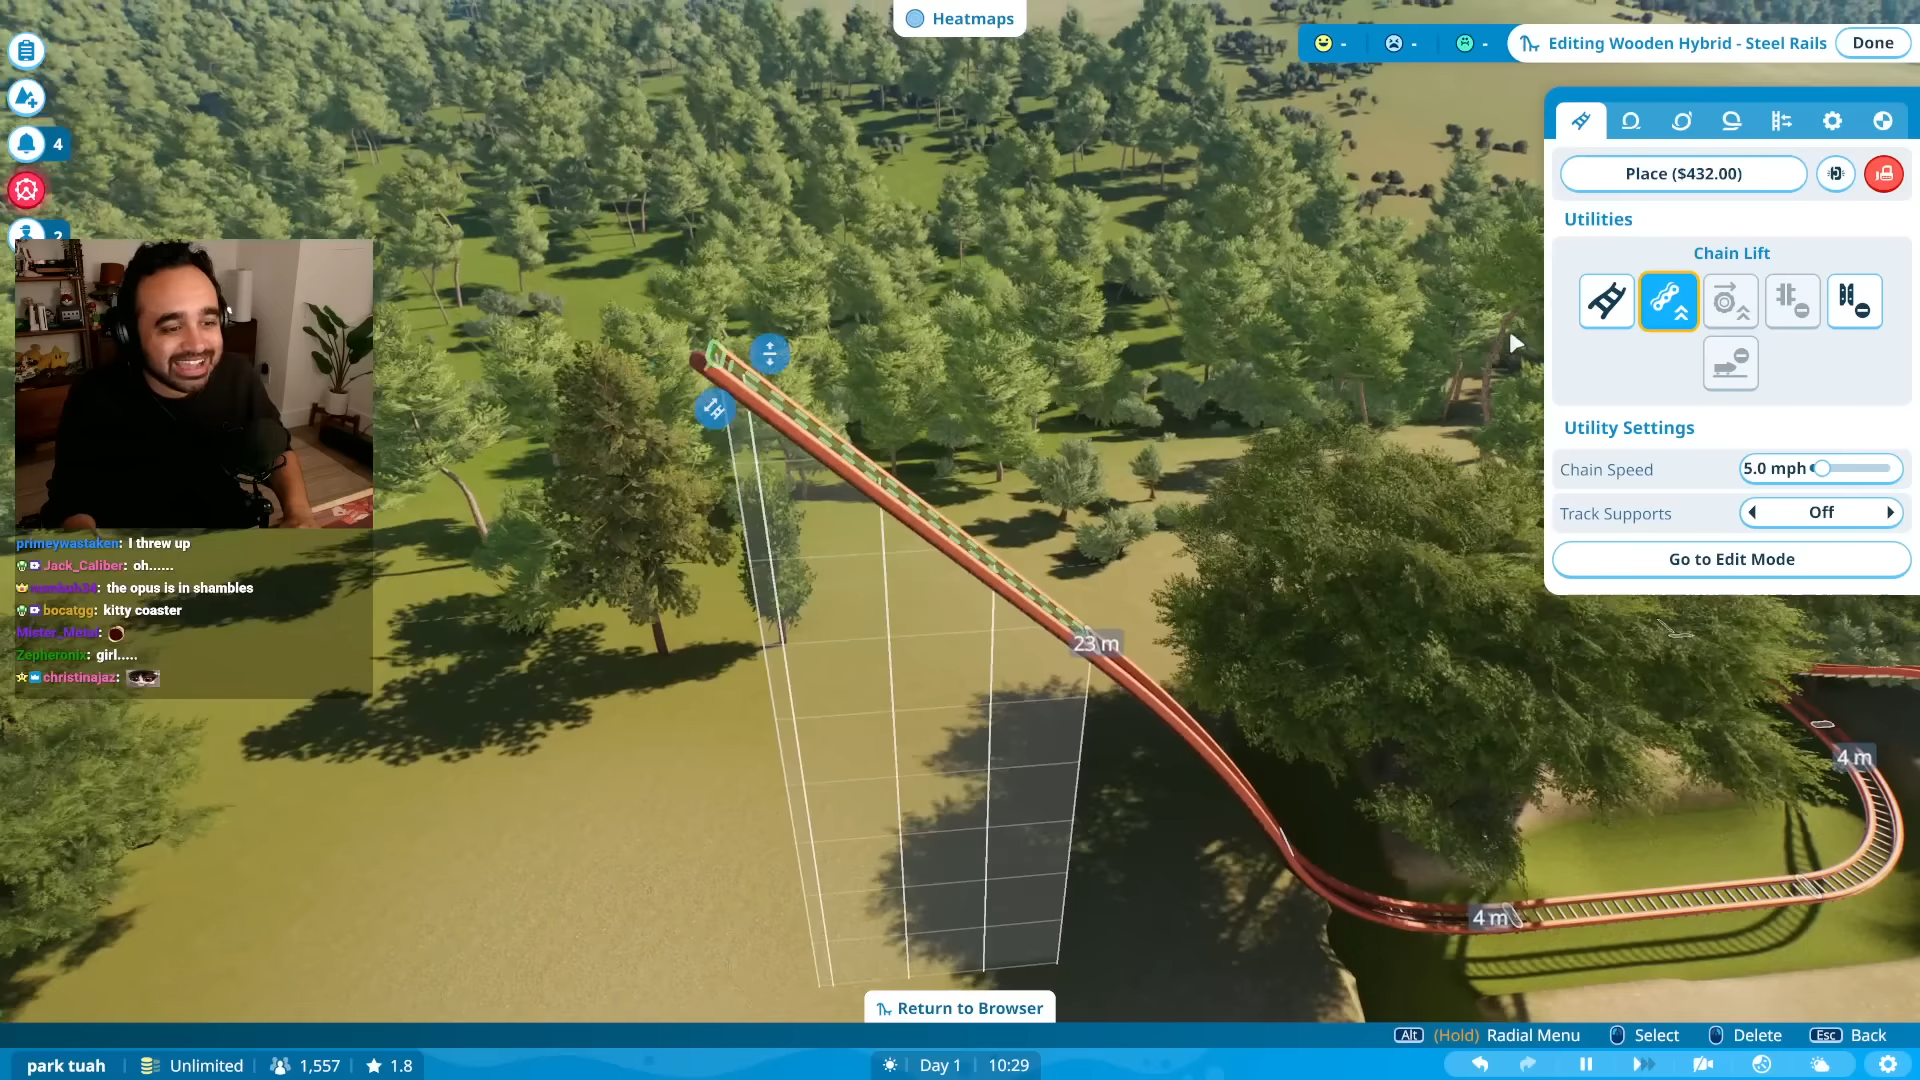 Heatmaps
Editing Wooden Hybrid - Steel Rails
Done
4
2
Place ($432.00)
Utilities
Chain Lift
Utility Settings
Chain Speed
5.0 mph
Track Supports
Off
Go to Edit Mode
23 m
4 m
4 m
primeywastaken: I threw up
Jack_Caliber: oh......
the opus is in shambles
bocatgg: kitty coaster
Mister_Metal:
Zepheronix: girl.....
christinajaz:
Return to Browser
Alt (Hold) Radial Menu Select Delete Esc Back
park tuah Unlimited 1,557 1.8 Day 1 10:29